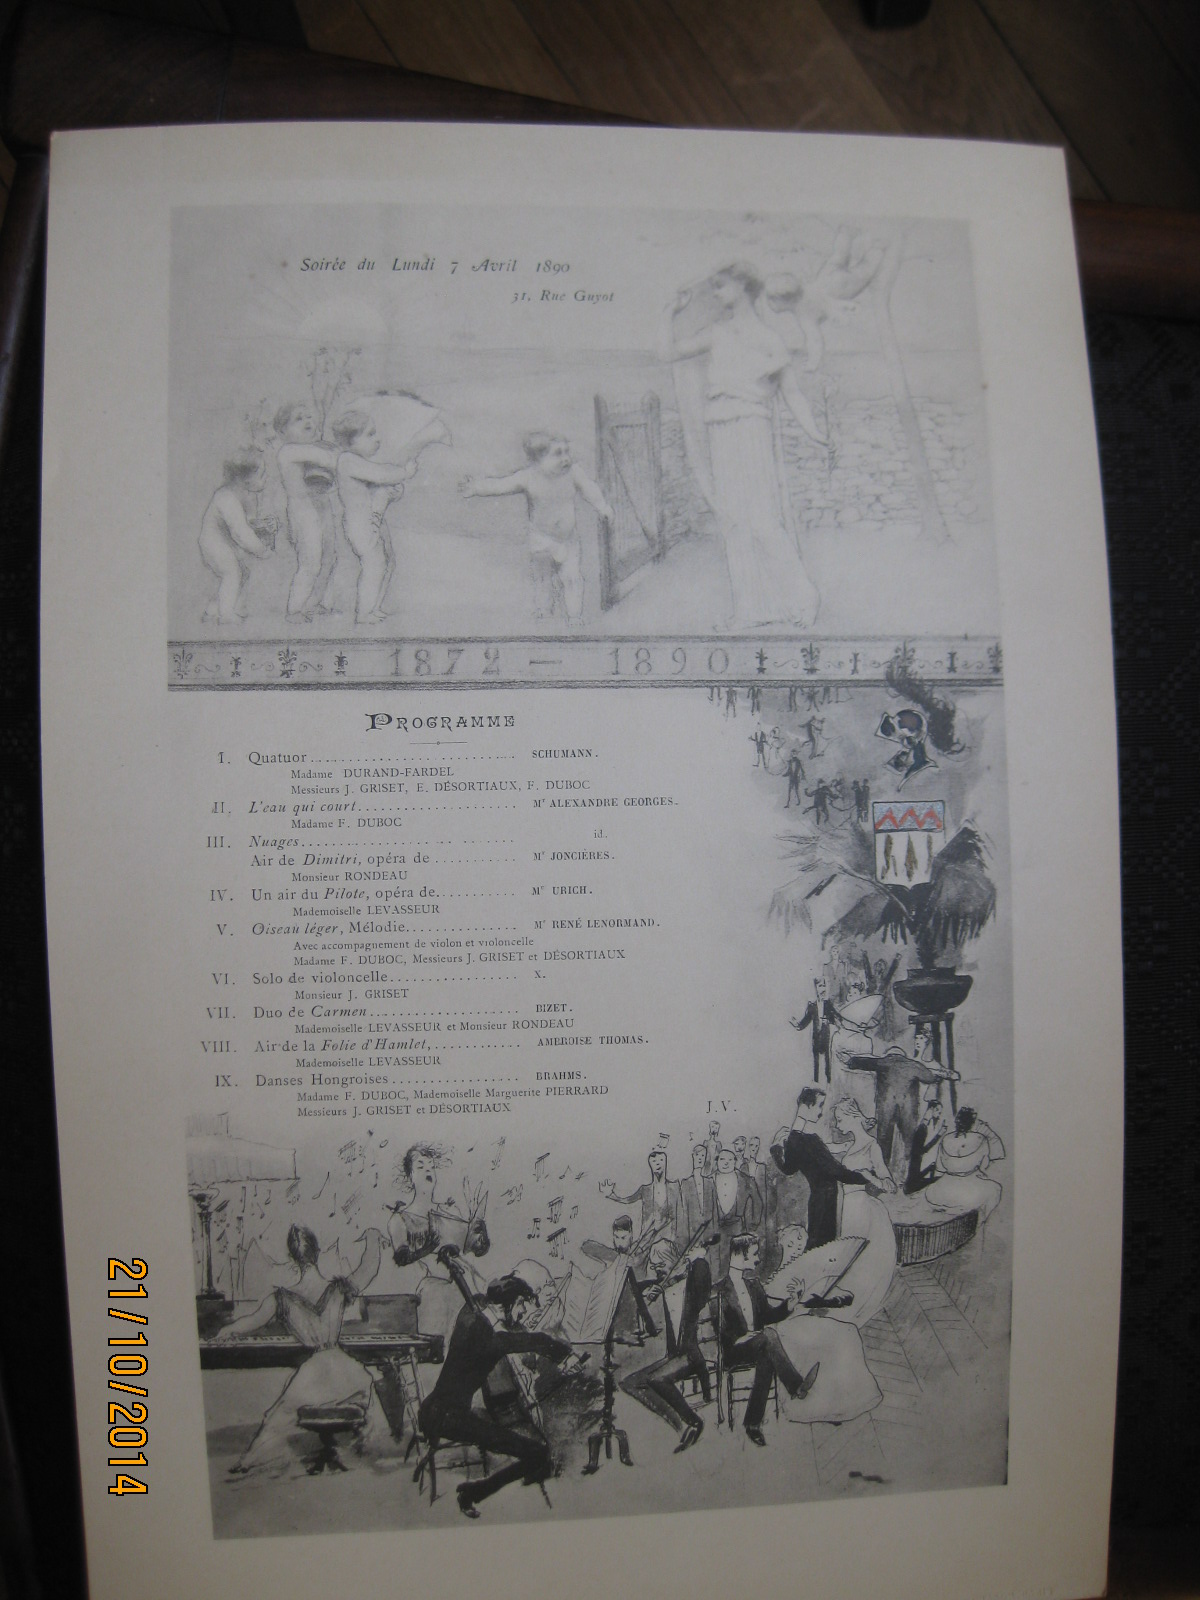 Soirée du Lundi 7 Avril 1890
31. Rue Guyot
1872 — 1890
PROGRAMME
I. Quatuor........................... SCHUMANN.
Madame DURAND-FARDEL
Messieurs J. GRISET, E. DÉSORTIAUX, F. DUBOC
II. L'eau qui court..................... Mr ALEXANDRE GEORGES.
Madame F. DUBOC
III. Nuages........................... id.
Air de Dimitri, opéra de........... Mr JONCIÈRES.
Monsieur RONDEAU
IV. Un air du Pilote, opéra de.......... Mr URICH.
Mademoiselle LEVASSEUR
V. Oiseau léger, Mélodie.............. Mr RENÉ LENORMAND.
Avec accompagnement de violon et violoncelle
Madame F. DUBOC, Messieurs J. GRISET et DÉSORTIAUX
VI. Solo de violoncelle................. X.
Monsieur J. GRISET
VII. Duo de Carmen................... BIZET.
Mademoiselle LEVASSEUR et Monsieur RONDEAU
VIII. Air de la Folie d'Hamlet,............ AMBROISE THOMAS.
Mademoiselle LEVASSEUR
IX. Danses Hongroises................. BRAHMS.
Madame F. DUBOC, Mademoiselle Marguerite PIERRARD
Messieurs J. GRISET et DÉSORTIAUX
J.V.
21/10/2014